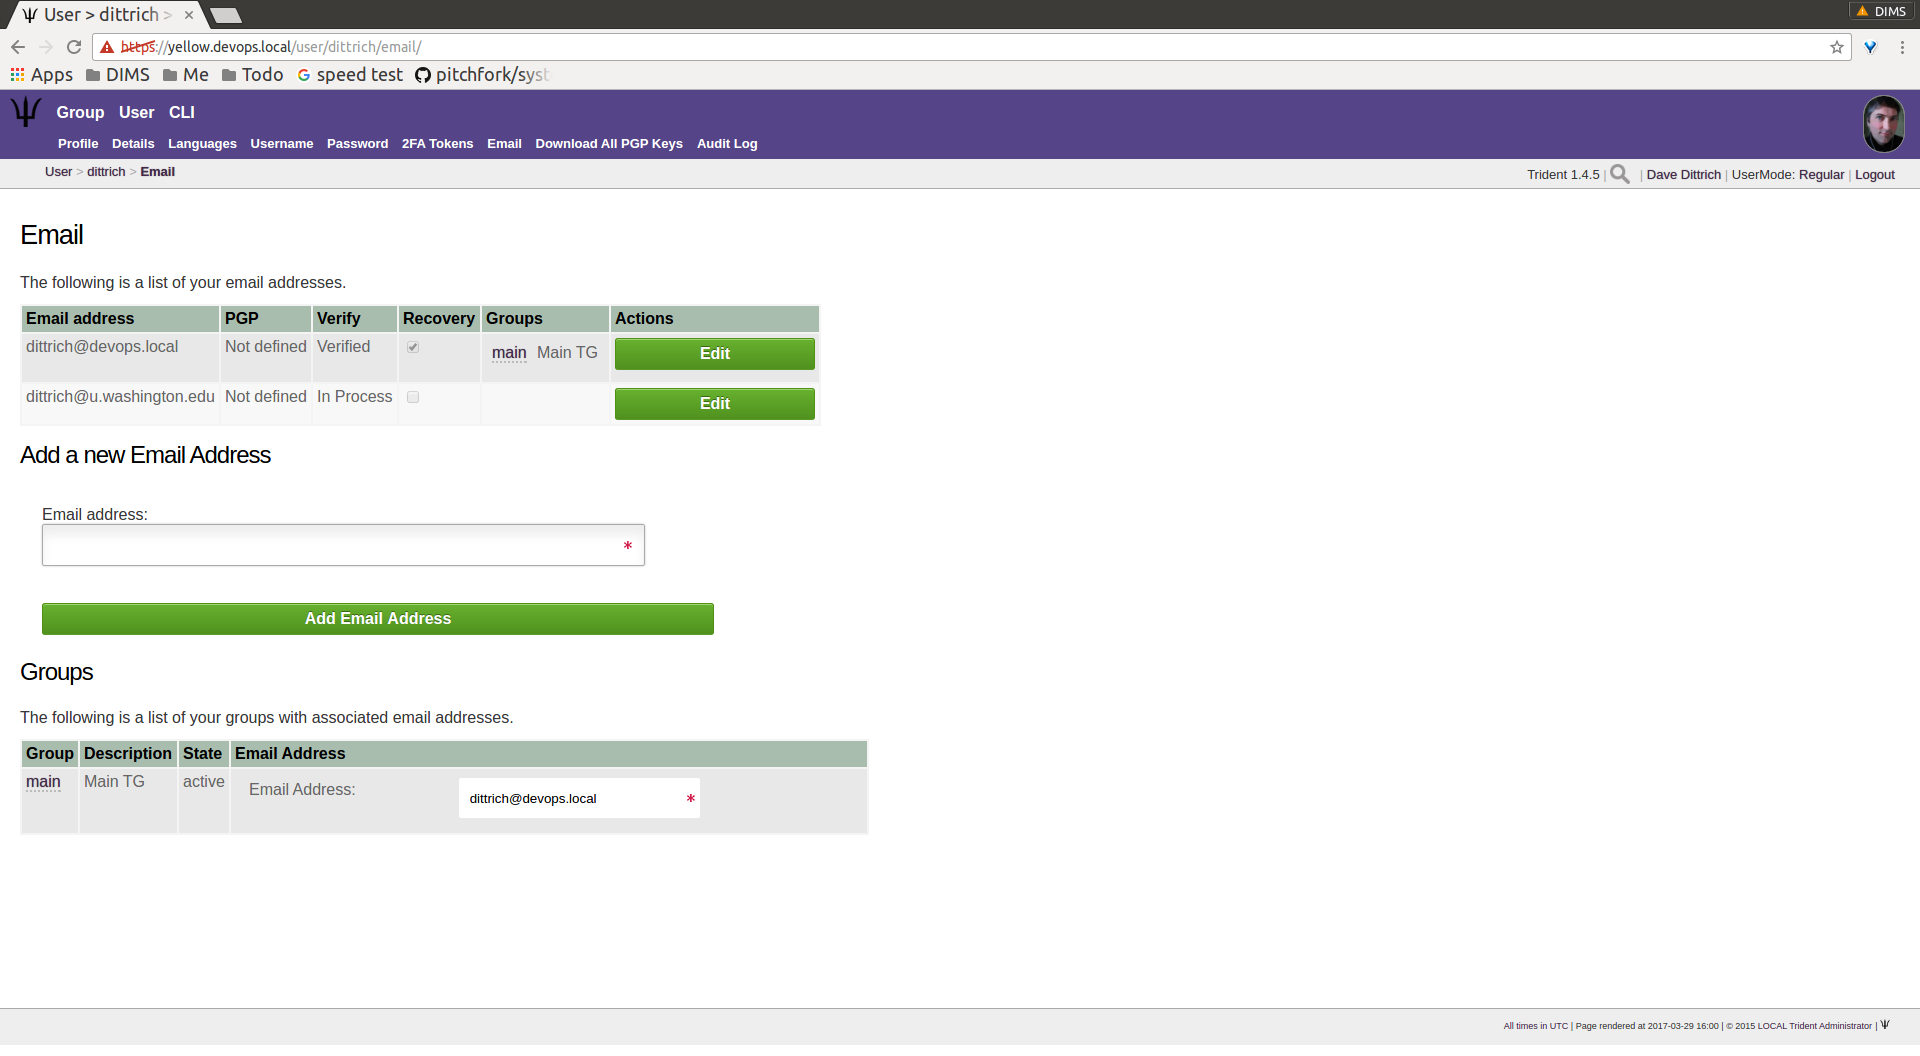 User > dittrich >
DIMS
https://yellow.devops.local/user/dittrich/email/
Apps DIMS Me Todo speed test pitchfork/syst
Group User CLI
Profile Details Languages Username Password 2FA Tokens Email Download All PGP Keys Audit Log
User > dittrich > Email
Trident 1.4.5 | | Dave Dittrich | UserMode: Regular | Logout
Email
The following is a list of your email addresses.
Email address PGP Verify Recovery Groups Actions
dittrich@devops.local Not defined Verified main Main TG Edit
dittrich@u.washington.edu Not defined In Process Edit
Add a new Email Address
Email address:
*
Add Email Address
Groups
The following is a list of your groups with associated email addresses.
Group Description State Email Address
main Main TG active Email Address: dittrich@devops.local *
All times in UTC | Page rendered at 2017-03-29 16:00 | © 2015 LOCAL Trident Administrator |